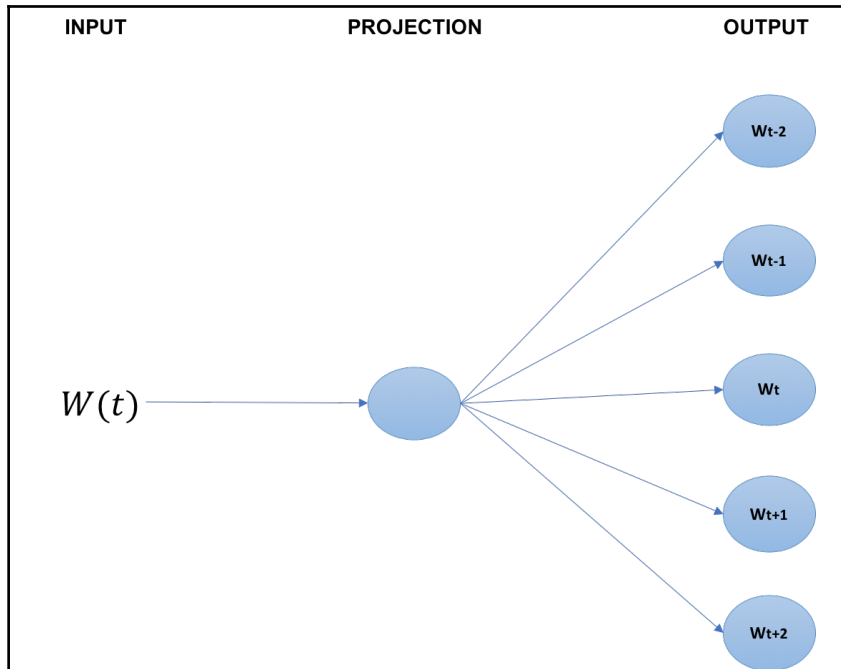 INPUT PROJECTION OUTPUT
Wt-2
Wt-1
W(t)
Wt
Wt+1
Wt+2